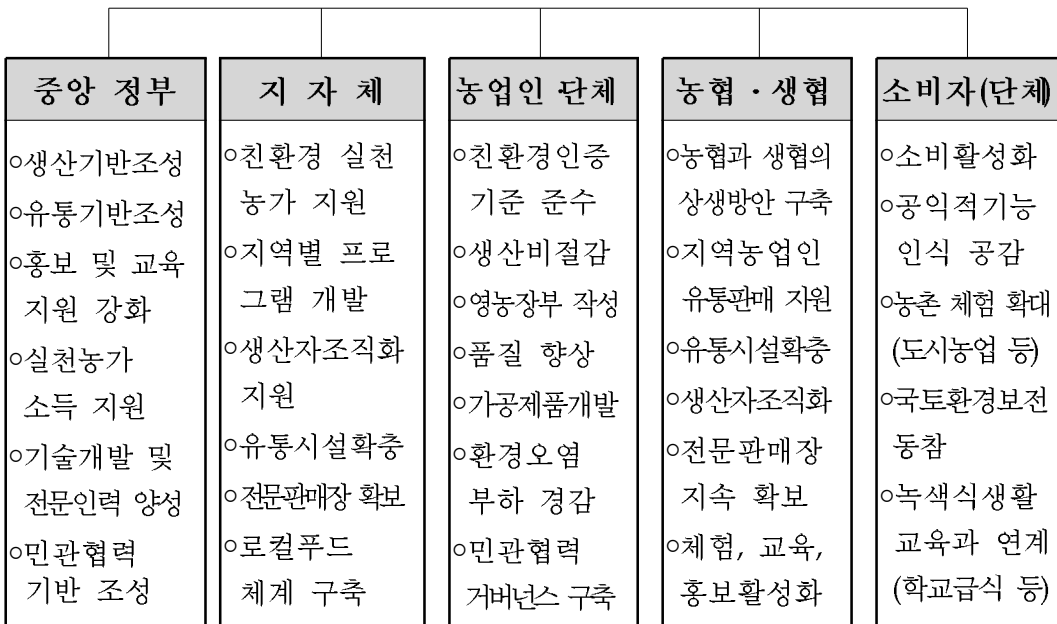 중앙 정부
○생산기반조성
○유통기반조성
○홍보 및 교육
지원 강화
○실천농가
소득 지원
○기술개발 및
전문인력 양성
○민관협력
기반 조성
지 자 체
○친환경 실천
농가 지원
○지역별 프로
그램 개발
○생산자조직화
지원
○유통시설확충
○전문판매장 확보
○로컬푸드
체계 구축
농업인·단체
○친환경인증
기준 준수
○생산비절감
○영농장부 작성
○품질 향상
○가공제품개발
○환경오염
부하 경감
○민관협력
거버넌스 구축
농협·생협
○농협과 생협의
상생방안 구축
○지역농업인
유통판매 지원
○유통시설확충
○생산자조직화
○전문판매장
지속 확보
○체험, 교육,
홍보활성화
소비자(단체)
○소비활성화
○공익적기능
인식 공감
○농촌 체험 확대
(도시농업 등)
○국토환경보전
동참
○녹색식생활
교육과 연계
(학교급식 등)